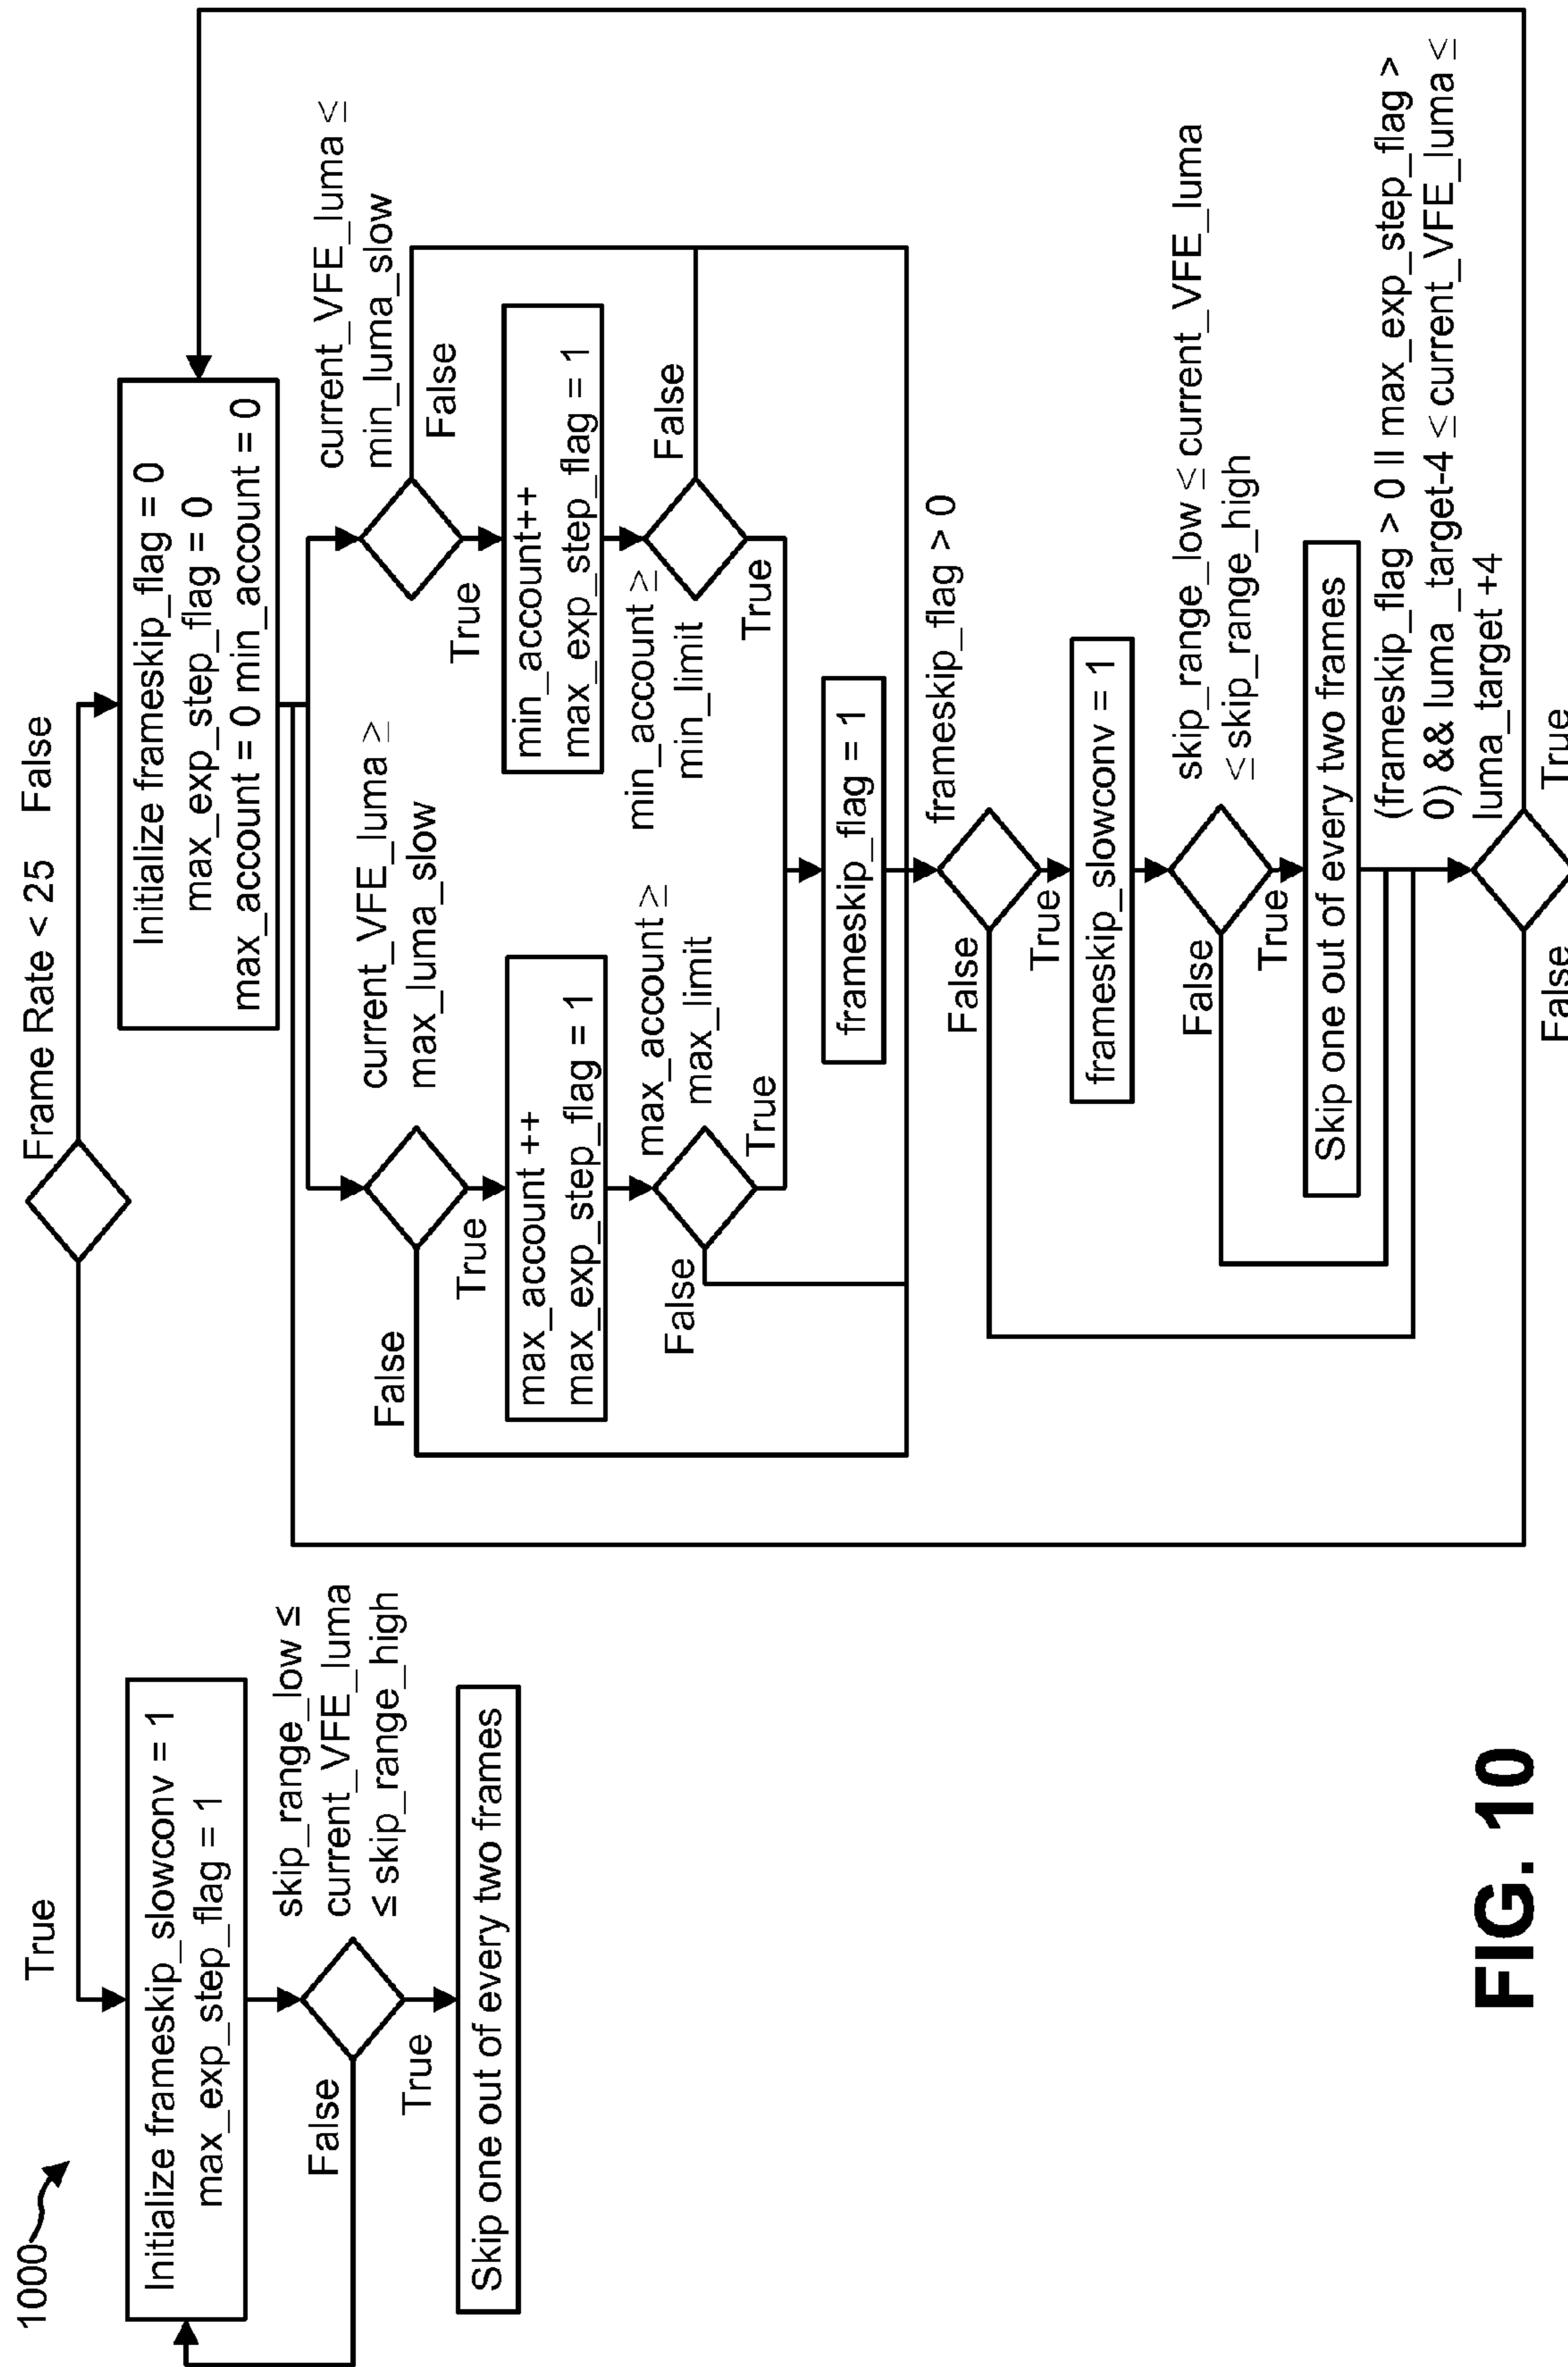 1000
True
Frame Rate < 25
False
Initialize frameskip_slowconv = 1
max_exp_step_flag = 1
skip_range_low ≤
current_VFE_luma
≤ skip_range_high
False
True
Skip one out of every two frames
Initialize frameskip_flag = 0
max_exp_step_flag = 0
max_account = 0 min_account = 0
current_VFE_luma ≥
max_luma_slow
False
True
max_account ++
max_exp_step_flag = 1
max_account ≥
max_limit
False
True
current_VFE_luma ≤
min_luma_slow
False
True
min_account++
max_exp_step_flag = 1
min_account ≥
min_limit
False
True
frameskip_flag = 1
frameskip_flag > 0
False
True
frameskip_slowconv = 1
skip_range_low ≤ current_VFE_luma
≤ skip_range_high
False
True
Skip one out of every two frames
(frameskip_flag > 0 || max_exp_step_flag >
0) && luma_target-4 ≤ current_VFE_luma ≤
luma_target +4
False
True
FIG. 10